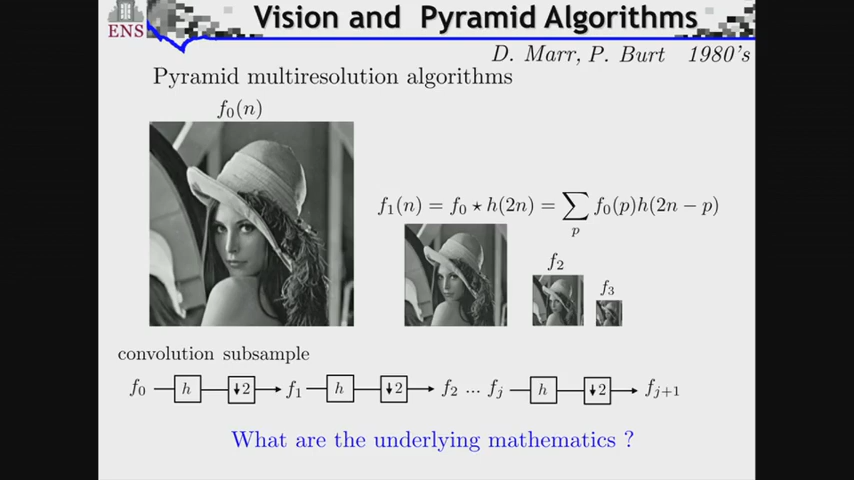 ENS
Vision and Pyramid Algorithms
D. Marr, P. Burt 1980's
Pyramid multiresolution algorithms
f₀(n)
f₁(n) = f₀ ⋆ h(2n) = ∑ₚ f₀(p)h(2n − p)
f₂
f₃
convolution subsample
f₀ h ↓2 f₁ h ↓2 f₂ ... fⱼ h ↓2 fⱼ₊₁
What are the underlying mathematics ?